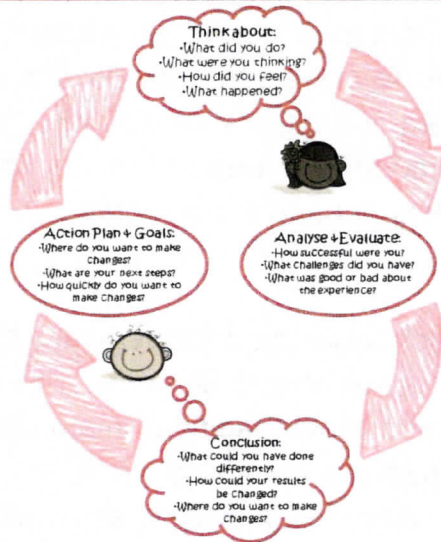 Think about:
·What did you do?
·What were you thinking?
·How did you feel?
·What happened?
Analyse + Evaluate:
·How successful were you?
·What challenges did you have?
·What was good or bad about
the experience?
Conclusion:
·What could you have done
differently?
·How could your results
be changed?
·Where do you want to make
changes?
Action Plan + Goals:
·Where do you want to make
changes?
·What are your next steps?
·How quickly do you want to
make changes?